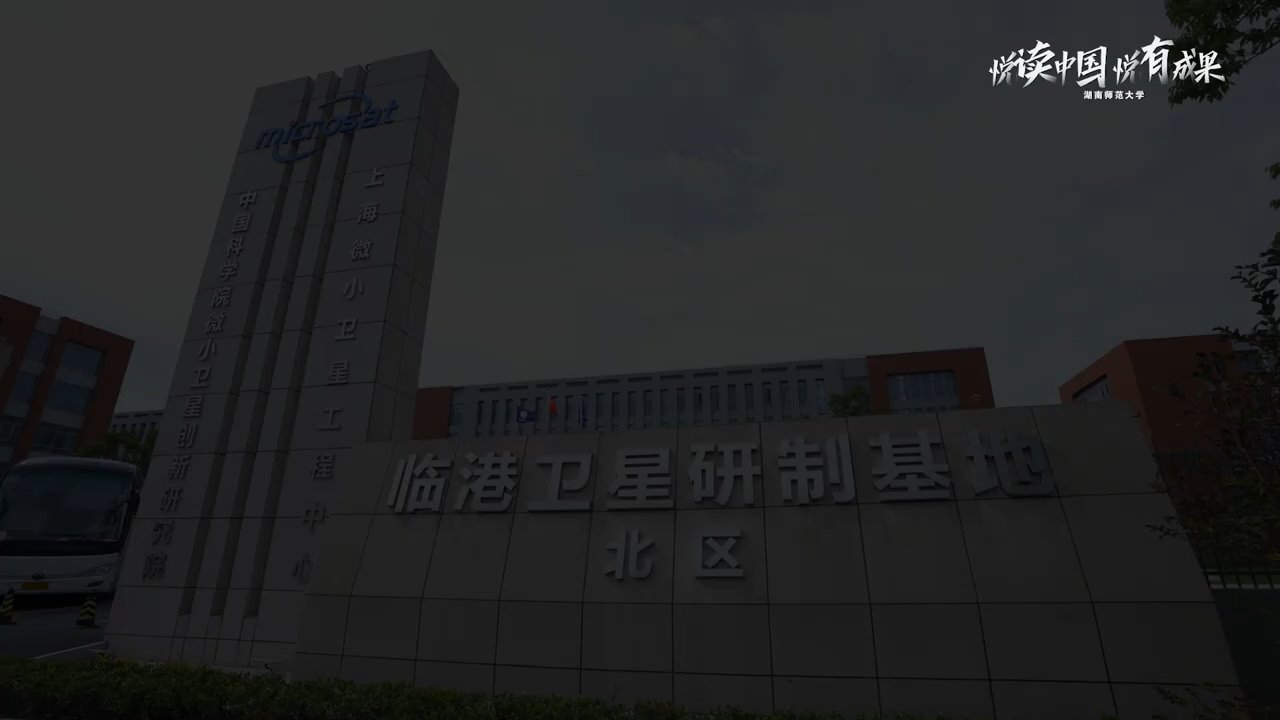 悦读中国 悦有成果
湖南师范大学
microsat
上海微小卫星工程中心
中国科学院微小卫星创新研究院
临港卫星研制基地
北区